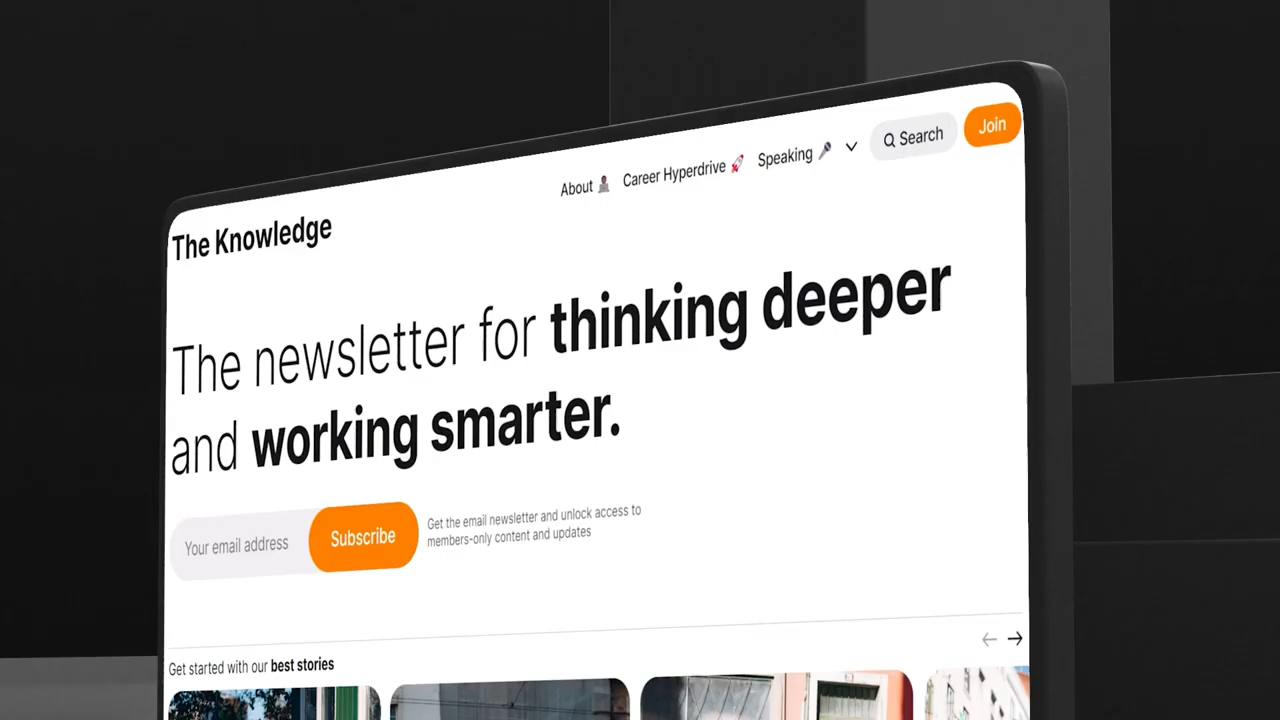 About 👨🏾‍💻 Career Hyperdrive 🚀 Speaking 🎤 Search Join
The Knowledge
The newsletter for thinking deeper
and working smarter.
Your email address Subscribe
Get the email newsletter and unlock access to
members-only content and updates
Get started with our best stories